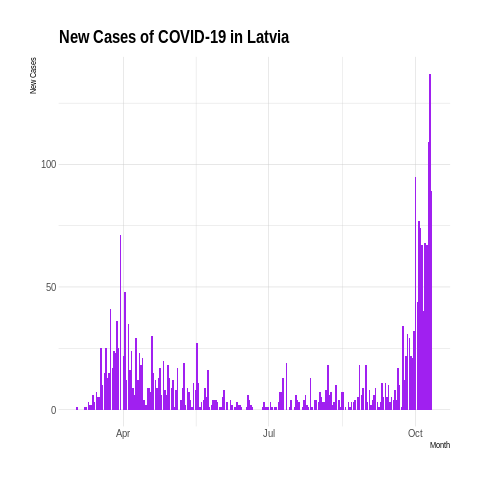 New Cases of COVID-19 in Latvia
New Cases
100
50
0
Apr
Jul
Oct
Month